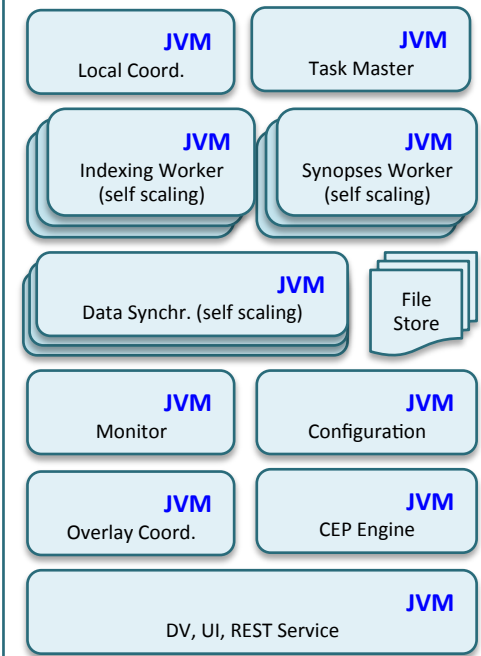 JVM
Local Coord.
JVM
Task Master
JVM
Indexing Worker
(self scaling)
JVM
Synopses Worker
(self scaling)
JVM
Data Synchr. (self scaling)
File
Store
JVM
Monitor
JVM
Configuration
JVM
Overlay Coord.
JVM
CEP Engine
JVM
DV, UI, REST Service